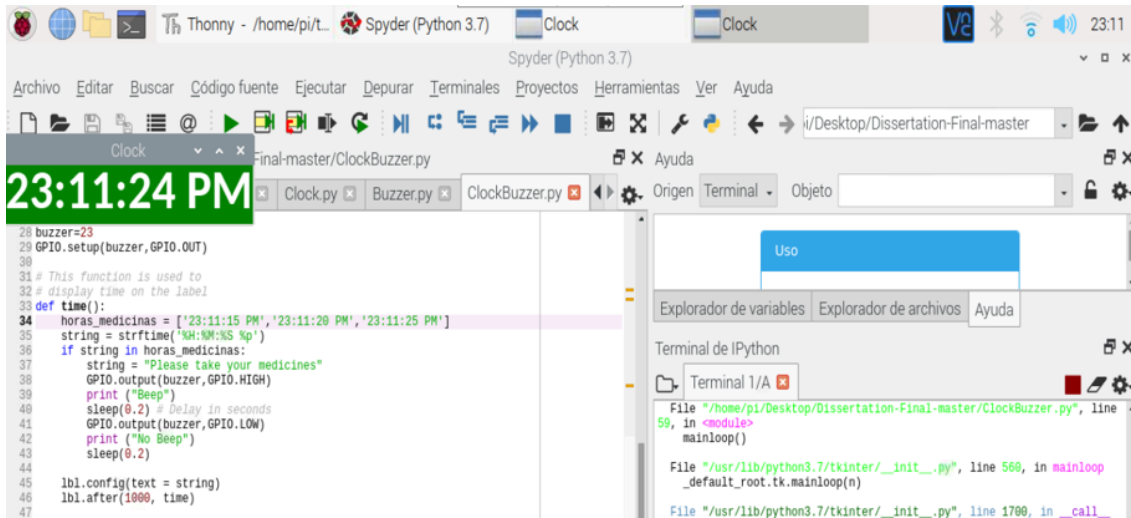 Thonny - /home/pi/t...
Spyder (Python 3.7)
Clock
Clock
23:11
Spyder (Python 3.7)
Archivo Editar Buscar Código fuente Ejecutar Depurar Terminales Proyectos Herramientas Ver Ayuda
i/Desktop/Dissertation-Final-master
Clock
23:11:24 PM
Final-master/ClockBuzzer.py
Clock.py
Buzzer.py
ClockBuzzer.py
28 buzzer=23
29 GPIO.setup(buzzer,GPIO.OUT)
30
31 # This function is used to
32 # display time on the label
33 def time():
34 horas_medicinas = ['23:11:15 PM','23:11:20 PM','23:11:25 PM']
35 string = strftime('%H:%M:%S %p')
36 if string in horas_medicinas:
37 string = "Please take your medicines"
38 GPIO.output(buzzer,GPIO.HIGH)
39 print ("Beep")
40 sleep(0.2) # Delay in seconds
41 GPIO.output(buzzer,GPIO.LOW)
42 print ("No Beep")
43 sleep(0.2)
44
45 lbl.config(text = string)
46 lbl.after(1000, time)
47
Ayuda
Origen Terminal Objeto
Uso
Explorador de variables Explorador de archivos Ayuda
Terminal de IPython
Terminal 1/A
File "/home/pi/Desktop/Dissertation-Final-master/ClockBuzzer.py", line
59, in <module>
mainloop()
File "/usr/lib/python3.7/tkinter/__init__.py", line 560, in mainloop
_default_root.tk.mainloop(n)
File "/usr/lib/python3.7/tkinter/__init__.py", line 1700, in __call__